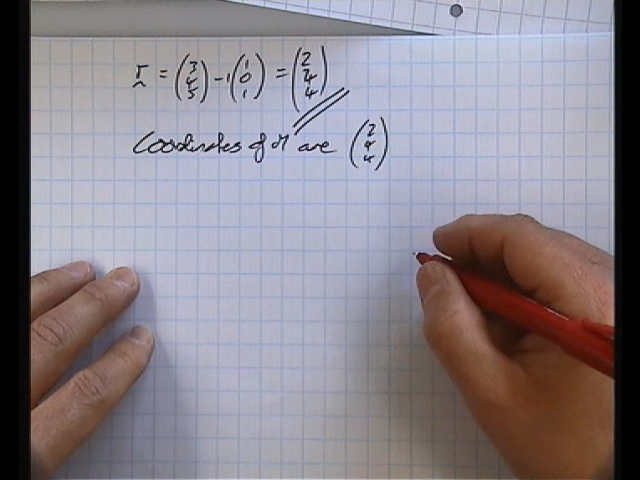 r = (3 4 5) - 1 (1 0 1) = (2 4 4)
Coordinates of M are (2 4 4)